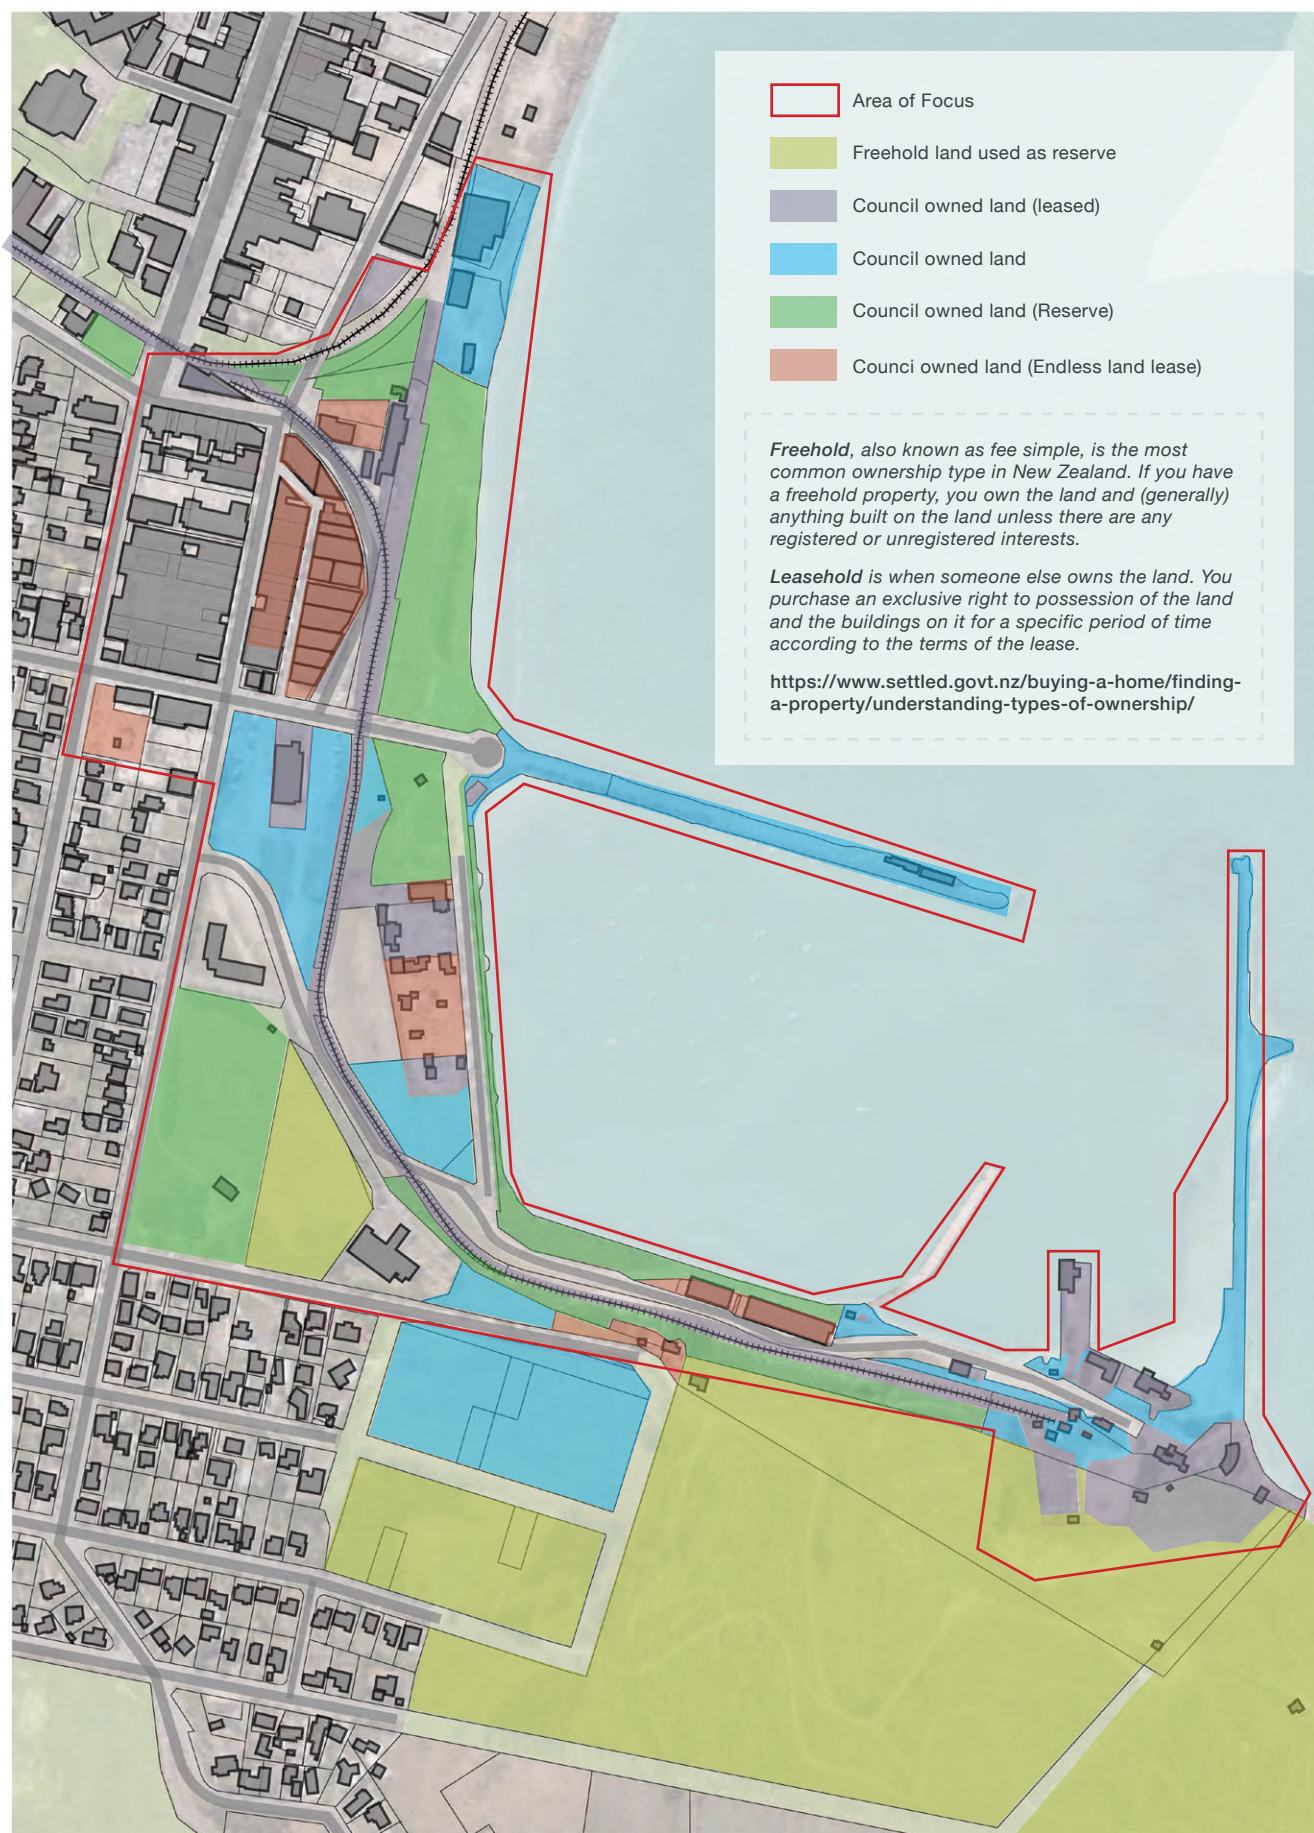 Area of Focus
Freehold land used as reserve
Council owned land (leased)
Council owned land
Council owned land (Reserve)
Counci owned land (Endless land lease)
Freehold, also known as fee simple, is the most
common ownership type in New Zealand. If you have
a freehold property, you own the land and (generally)
anything built on the land unless there are any
registered or unregistered interests.
Leasehold is when someone else owns the land. You
purchase an exclusive right to possession of the land
and the buildings on it for a specific period of time
according to the terms of the lease.
https://www.settled.govt.nz/buying-a-home/finding-
a-property/understanding-types-of-ownership/